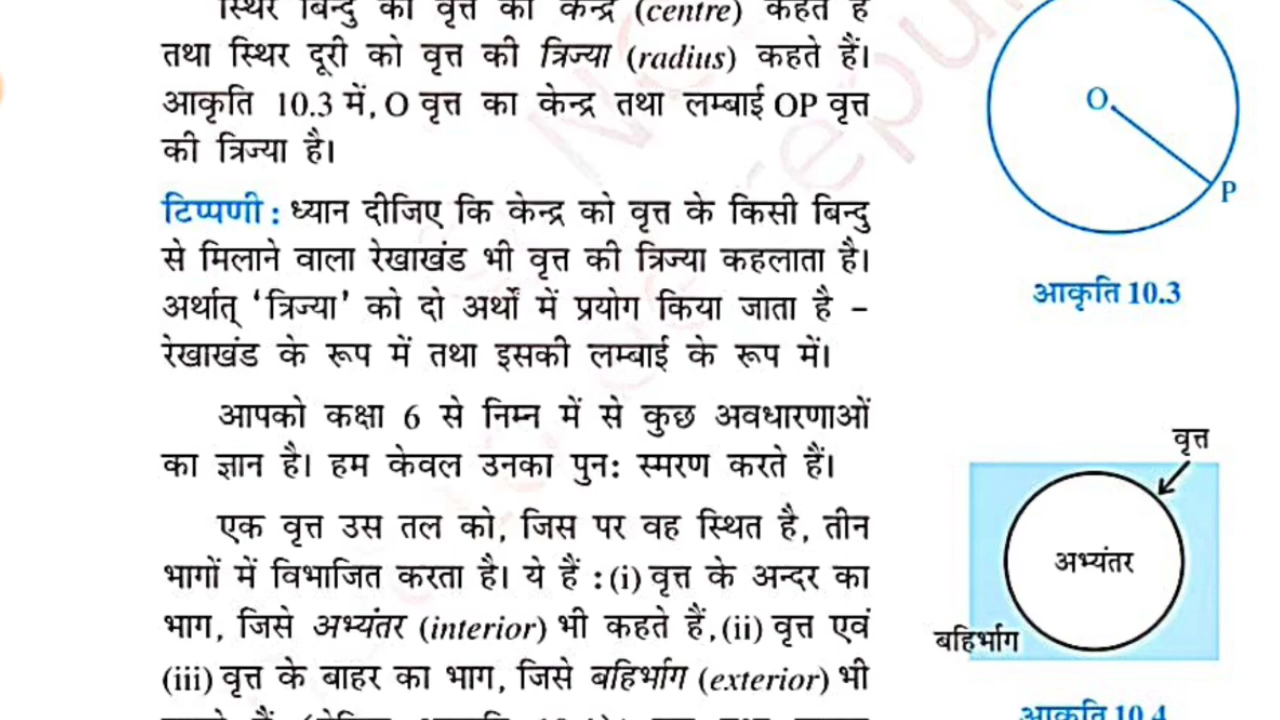 स्थिर बिन्दु को वृत्त का केन्द्र (centre) कहते हैं
तथा स्थिर दूरी को वृत्त की त्रिज्या (radius) कहते हैं।
आकृति 10.3 में, O वृत्त का केन्द्र तथा लम्बाई OP वृत्त
की त्रिज्या है।
टिप्पणी : ध्यान दीजिए कि केन्द्र को वृत्त के किसी बिन्दु
से मिलाने वाला रेखाखंड भी वृत्त की त्रिज्या कहलाता है।
अर्थात् ‘त्रिज्या’ को दो अर्थों में प्रयोग किया जाता है –
रेखाखंड के रूप में तथा इसकी लम्बाई के रूप में।
आपको कक्षा 6 से निम्न में से कुछ अवधारणाओं
का ज्ञान है। हम केवल उनका पुन: स्मरण करते हैं।
एक वृत्त उस तल को, जिस पर वह स्थित है, तीन
भागों में विभाजित करता है। ये हैं : (i) वृत्त के अन्दर का
भाग, जिसे अभ्यंतर (interior) भी कहते हैं, (ii) वृत्त एवं
(iii) वृत्त के बाहर का भाग, जिसे बहिर्भाग (exterior) भी
O
P
आकृति 10.3
वृत्त
अभ्यंतर
बहिर्भाग
आकृति 10.4